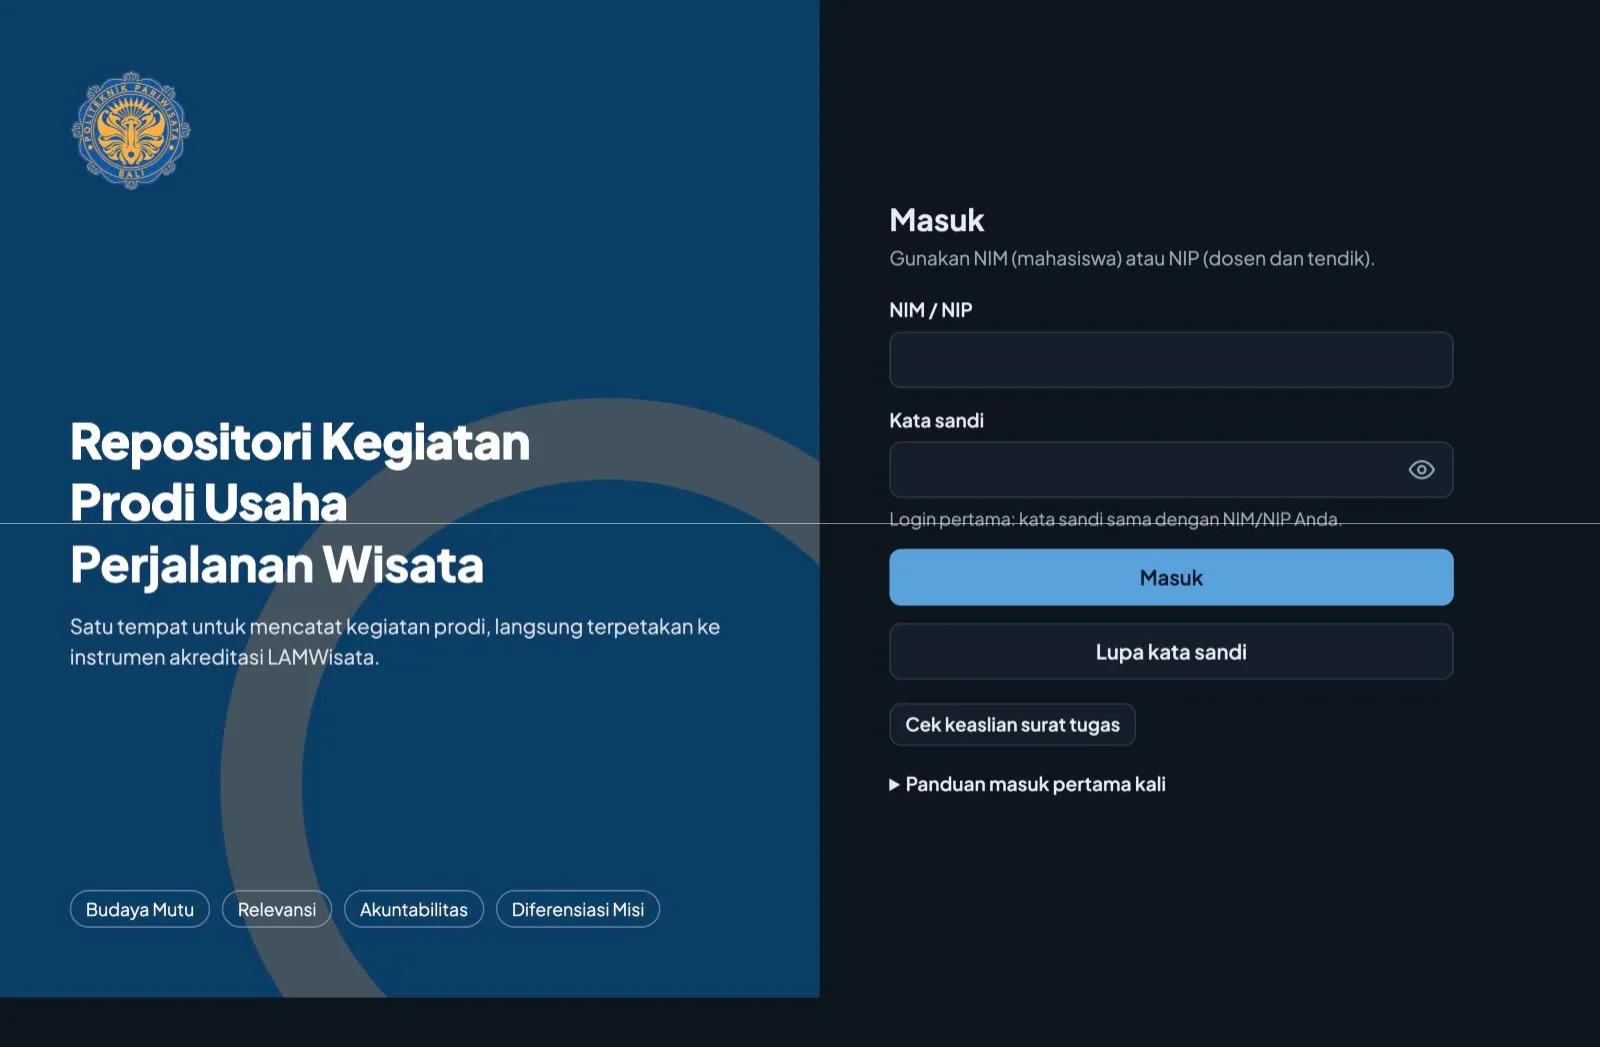 POLITEKNIK PARIWISATA
BALI
Repositori Kegiatan
Prodi Usaha
Perjalanan Wisata
Satu tempat untuk mencatat kegiatan prodi, langsung terpetakan ke
instrumen akreditasi LAMWisata.
Budaya Mutu
Relevansi
Akuntabilitas
Diferensiasi Misi
Masuk
Gunakan NIM (mahasiswa) atau NIP (dosen dan tendik).
NIM / NIP
Kata sandi
Login pertama: kata sandi sama dengan NIM/NIP Anda.
Masuk
Lupa kata sandi
Cek keaslian surat tugas
Panduan masuk pertama kali